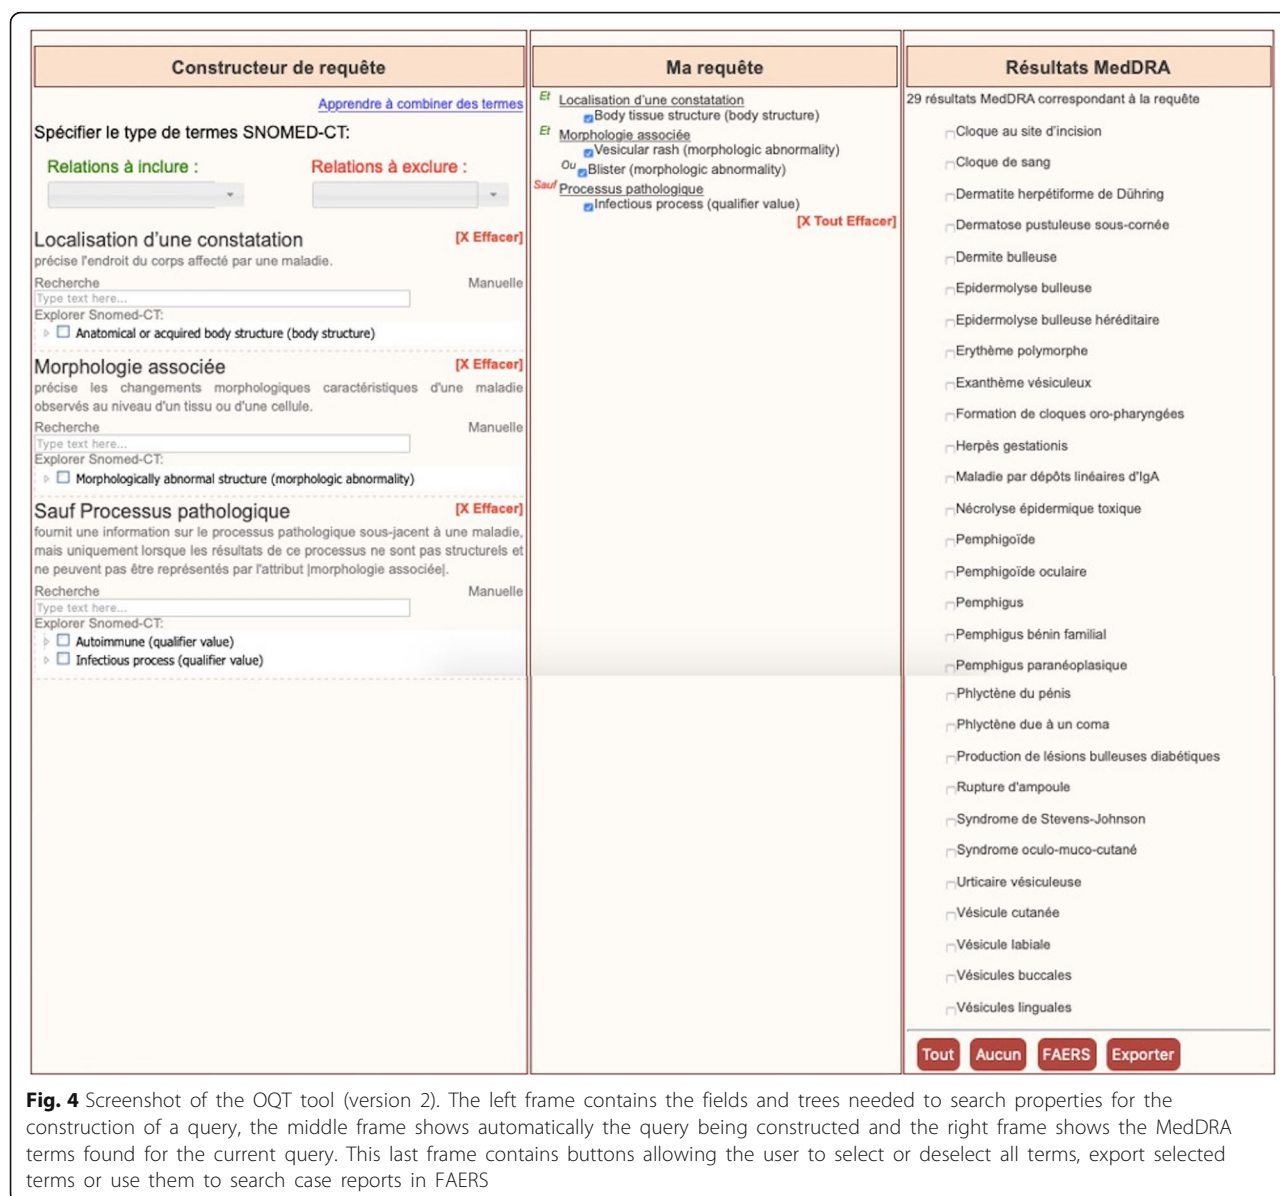 Constructeur de requête
Apprendre à combiner des termes
Spécifier le type de termes SNOMED-CT:
Relations à inclure :
Relations à exclure :
Localisation d'une constatation
[X Effacer]
précise l'endroit du corps affecté par une maladie.
Recherche
Manuelle
Type text here...
Explorer Snomed-CT:
Anatomical or acquired body structure (body structure)
Morphologie associée
[X Effacer]
précise les changements morphologiques caractéristiques d'une maladie
observés au niveau d'un tissu ou d'une cellule.
Recherche
Manuelle
Type text here...
Explorer Snomed-CT:
Morphologically abnormal structure (morphologic abnormality)
Sauf Processus pathologique
[X Effacer]
fournit une information sur le processus pathologique sous-jacent à une maladie,
mais uniquement lorsque les résultats de ce processus ne sont pas structurels et
ne peuvent pas être représentés par l'attribut |morphologie associée|.
Recherche
Manuelle
Type text here...
Explorer Snomed-CT:
Autoimmune (qualifier value)
Infectious process (qualifier value)
Ma requête
Et Localisation d'une constatation
Body tissue structure (body structure)
Et Morphologie associée
Vesicular rash (morphologic abnormality)
Ou Blister (morphologic abnormality)
Sauf Processus pathologique
Infectious process (qualifier value)
[X Tout Effacer]
Résultats MedDRA
29 résultats MedDRA correspondant à la requête
Cloque au site d'incision
Cloque de sang
Dermatite herpétiforme de Dühring
Dermatose pustuleuse sous-cornée
Dermite bulleuse
Epidermolyse bulleuse
Epidermolyse bulleuse héréditaire
Erythème polymorphe
Exanthème vésiculeux
Formation de cloques oro-pharyngées
Herpès gestationis
Maladie par dépôts linéaires d'IgA
Nécrolyse épidermique toxique
Pemphigoïde
Pemphigoïde oculaire
Pemphigus
Pemphigus bénin familial
Pemphigus paranéoplasique
Phlyctène du pénis
Phlyctène due à un coma
Production de lésions bulleuses diabétiques
Rupture d'ampoule
Syndrome de Stevens-Johnson
Syndrome oculo-muco-cutané
Urticaire vésiculeuse
Vésicule cutanée
Vésicule labiale
Vésicules buccales
Vésicules linguales
Tout Aucun FAERS Exporter
Fig. 4 Screenshot of the OQT tool (version 2). The left frame contains the fields and trees needed to search properties for the
construction of a query, the middle frame shows automatically the query being constructed and the right frame shows the MedDRA
terms found for the current query. This last frame contains buttons allowing the user to select or deselect all terms, export selected
terms or use them to search case reports in FAERS